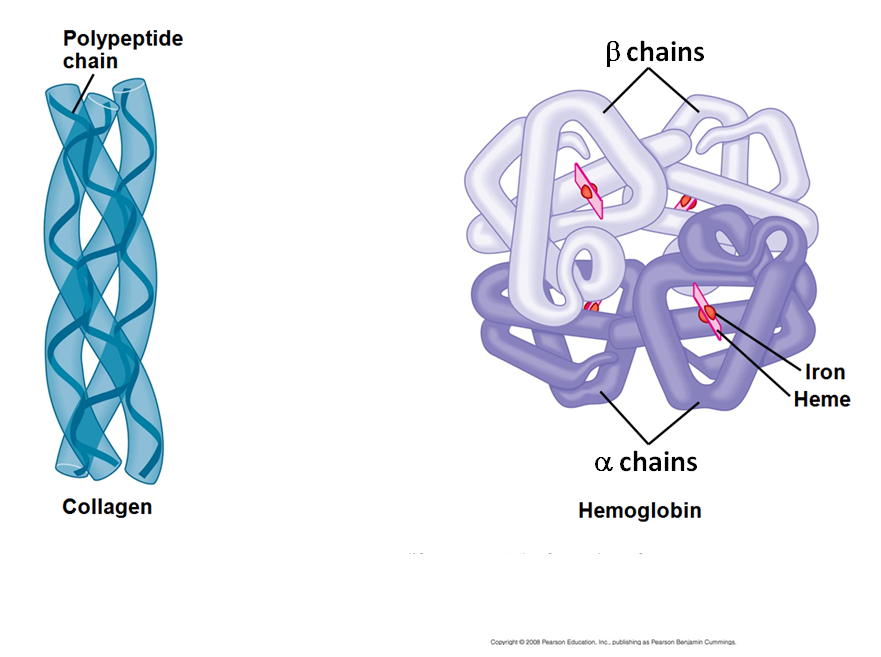 Polypeptide
chain
β chains
Iron
Heme
α chains
Collagen
Hemoglobin
Copyright © 2008 Pearson Education, Inc., publishing as Pearson Benjamin Cummings.